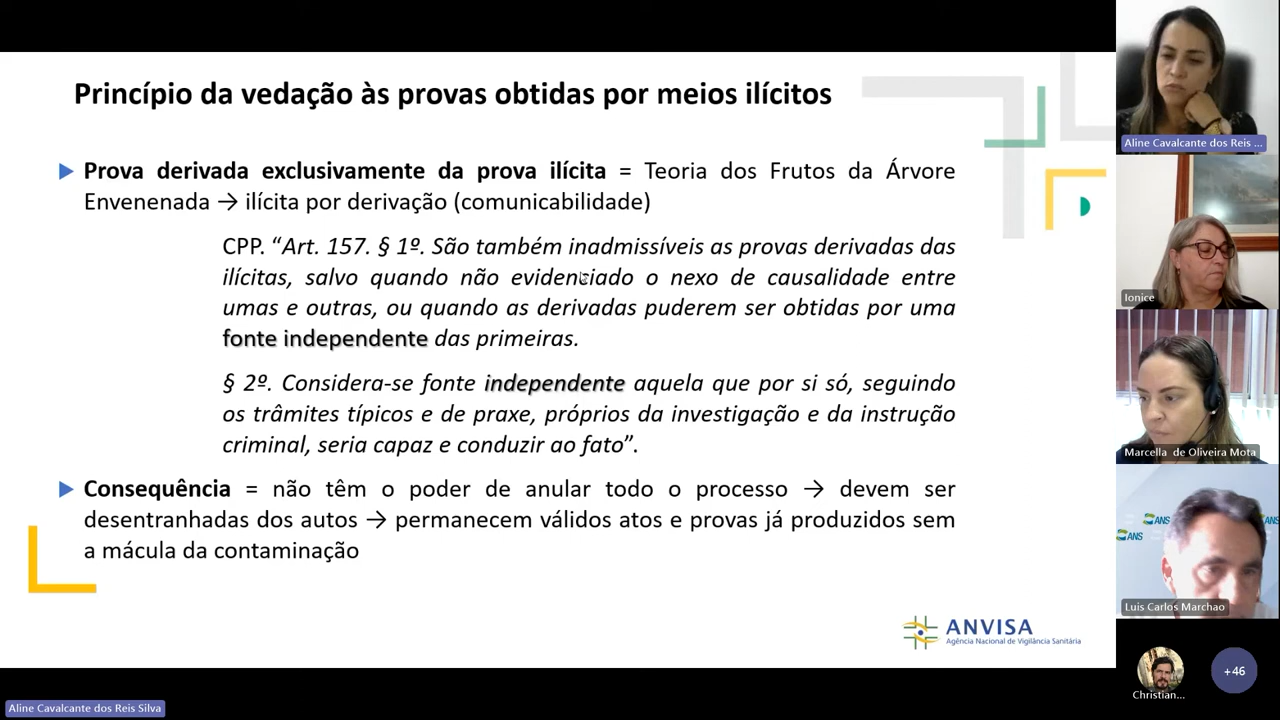 Princípio da vedação às provas obtidas por meios ilícitos
Prova derivada exclusivamente da prova ilícita = Teoria dos Frutos da Árvore
Envenenada → ilícita por derivação (comunicabilidade)
CPP. “Art. 157. § 1º. São também inadmissíveis as provas derivadas das
ilícitas, salvo quando não evidenciado o nexo de causalidade entre
umas e outras, ou quando as derivadas puderem ser obtidas por uma
fonte independente das primeiras.
§ 2º. Considera-se fonte independente aquela que por si só, seguindo
os trâmites típicos e de praxe, próprios da investigação e da instrução
criminal, seria capaz e conduzir ao fato”.
Consequência = não têm o poder de anular todo o processo → devem ser
desentranhadas dos autos → permanecem válidos atos e provas já produzidos sem
a mácula da contaminação
ANVISA
Agência Nacional de Vigilância Sanitária
Aline Cavalcante dos Reis ...
Ionice
Marcella de Oliveira Mota
ANS
ANS
Luis Carlos Marchao
Christian...
+46
Aline Cavalcante dos Reis Silva